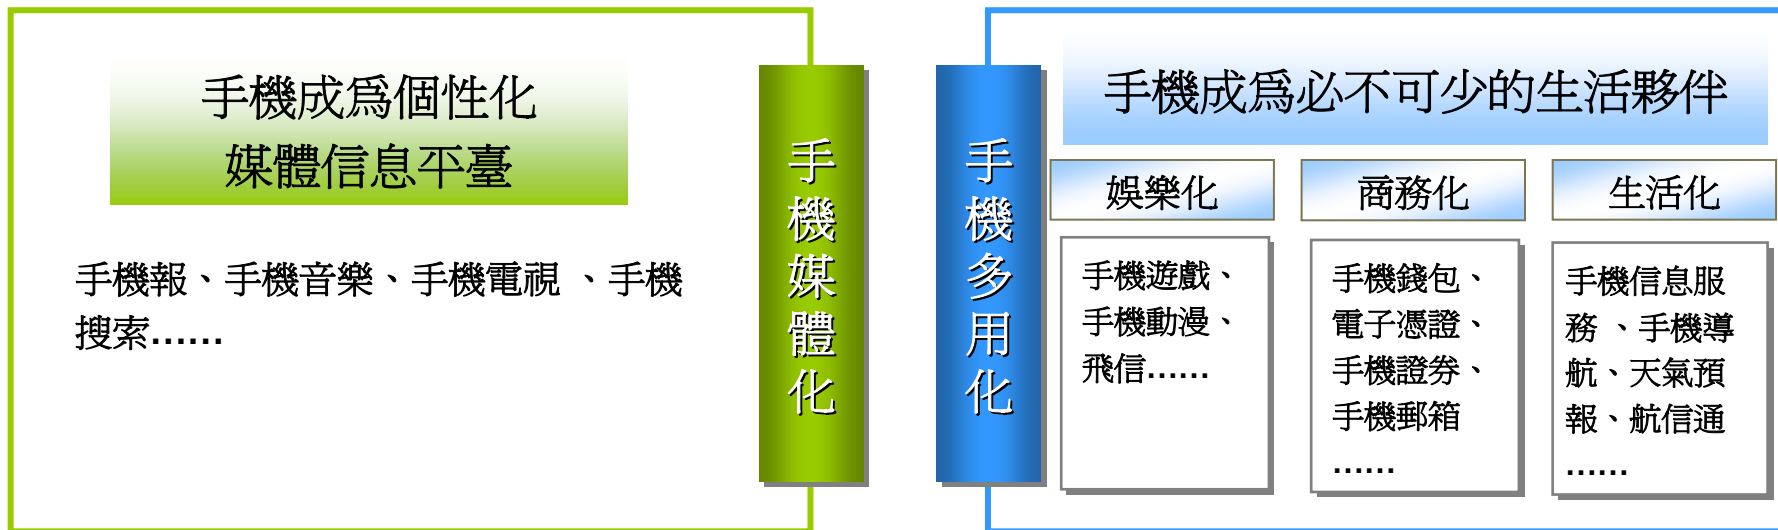 手機成爲個性化
媒體信息平臺
手機報、手機音樂、手機電視 、手機
搜索……
手機媒體化
手機多用化
手機成爲必不可少的生活夥伴
娛樂化
手機遊戲、
手機動漫、
飛信……
商務化
手機錢包、
電子憑證、
手機證券、
手機郵箱
……
生活化
手機信息服
務 、手機導
航、天氣預
報、航信通
……